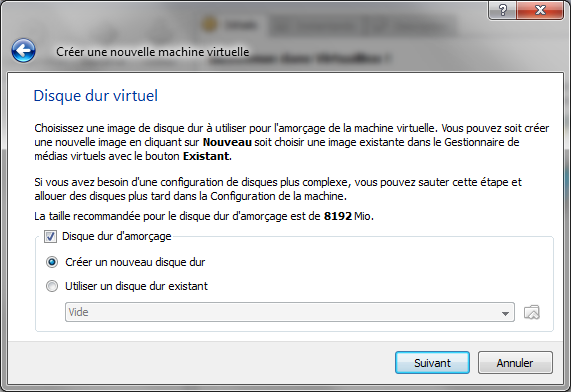 Créer une nouvelle machine virtuelle
Disque dur virtuel
Choisissez une image de disque dur à utiliser pour l'amorçage de la machine virtuelle. Vous pouvez soit créer
une nouvelle image en cliquant sur Nouveau soit choisir une image existante dans le Gestionnaire de
médias virtuels avec le bouton Existant.
Si vous avez besoin d'une configuration de disques plus complexe, vous pouvez sauter cette étape et
allouer des disques plus tard dans la Configuration de la machine.
La taille recommandée pour le disque dur d'amorçage est de 8192 Mio.
Disque dur d'amorçage
Créer un nouveau disque dur
Utiliser un disque dur existant
Vide
Suivant
Annuler